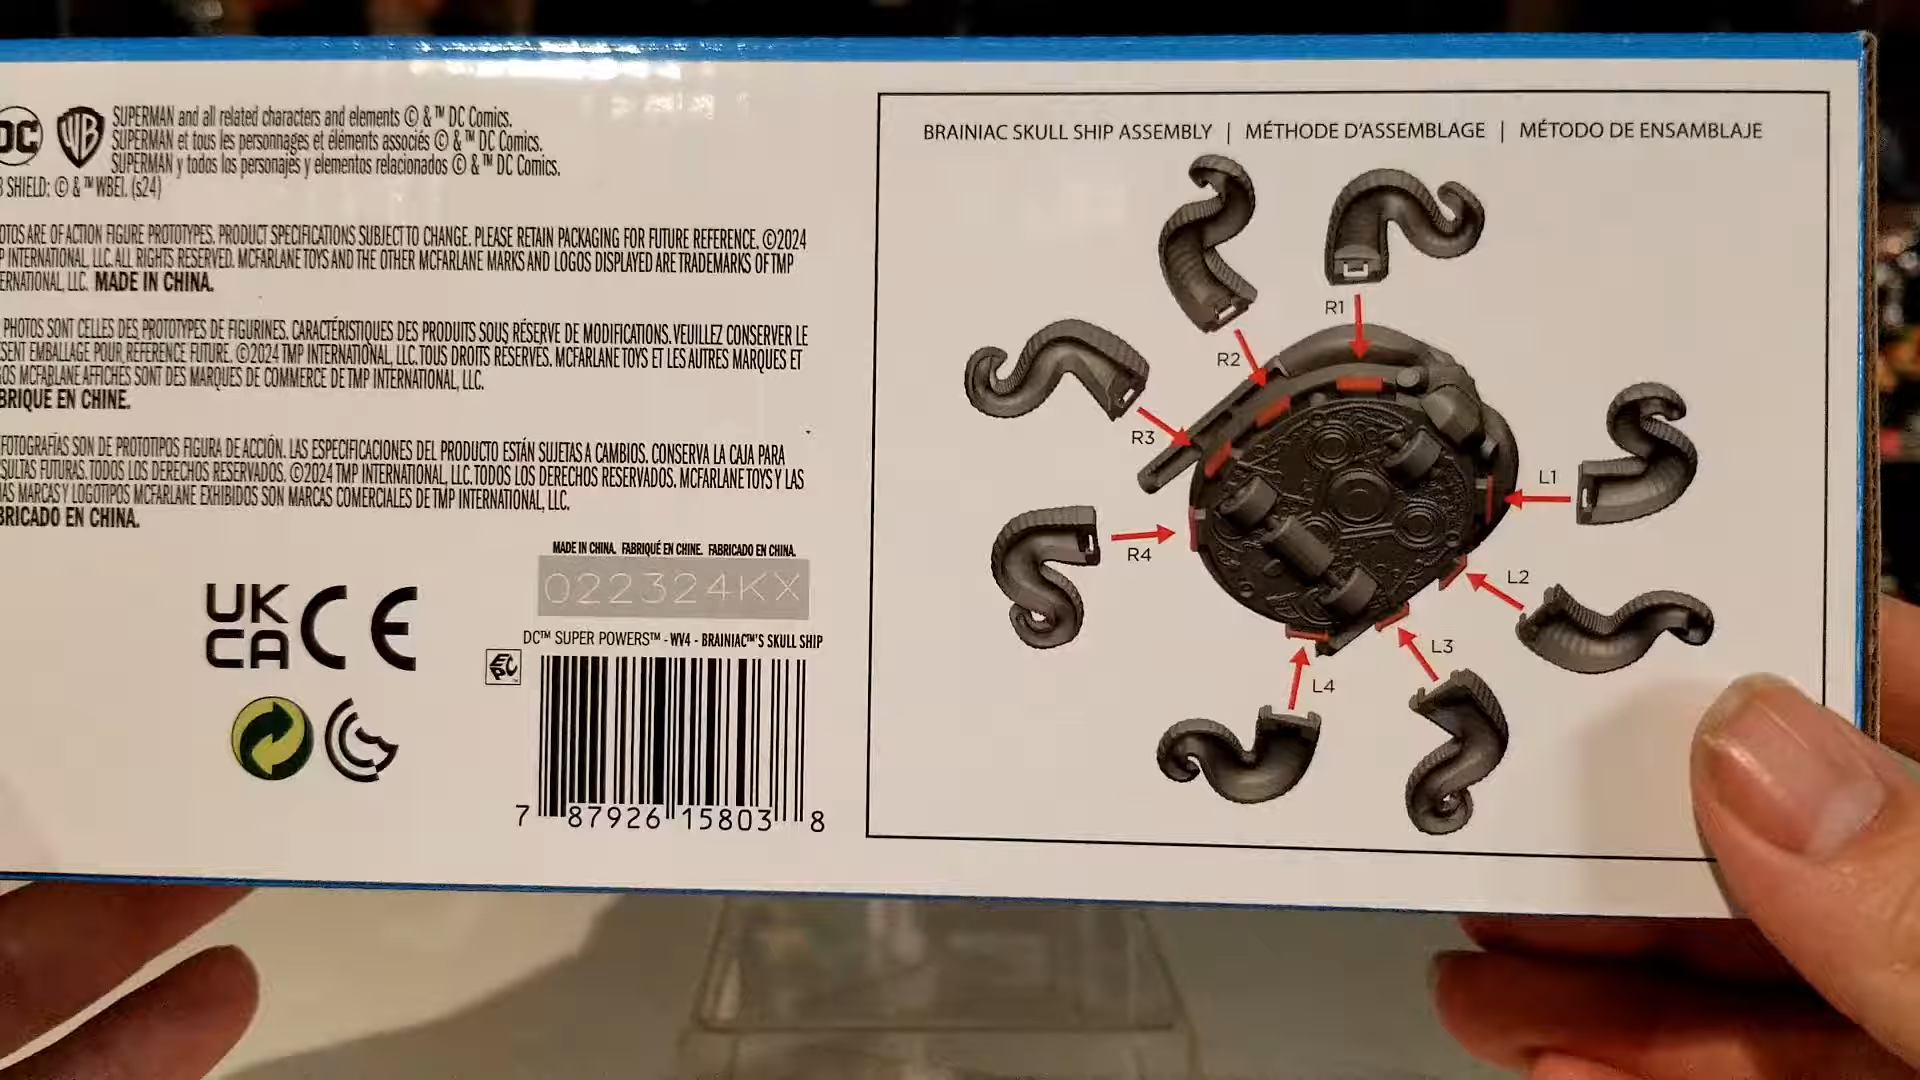 DC WB
SUPERMAN and all related characters and elements © & ™ DC Comics.
SUPERMAN et tous les personnages et éléments associés © & ™ DC Comics.
SUPERMAN y todos los personajes y elementos relacionados © & ™ DC Comics.
SHIELD: © & ™ WBEI. (s24)
OTOS ARE OF ACTION FIGURE PROTOTYPES. PRODUCT SPECIFICATIONS SUBJECT TO CHANGE. PLEASE RETAIN PACKAGING FOR FUTURE REFERENCE. ©2024
P INTERNATIONAL, LLC. ALL RIGHTS RESERVED. MCFARLANE TOYS AND THE OTHER MCFARLANE MARKS AND LOGOS DISPLAYED ARE TRADEMARKS OF TMP
ERNATIONAL, LLC. MADE IN CHINA.
PHOTOS SONT CELLES DES PROTOTYPES DE FIGURINES. CARACTÉRISTIQUES DES PRODUITS SOUS RÉSERVE DE MODIFICATIONS. VEUILLEZ CONSERVER LE
SENT EMBALLAGE POUR RÉFÉRENCE FUTURE. ©2024 TMP INTERNATIONAL, LLC. TOUS DROITS RÉSERVÉS. MCFARLANE TOYS ET LES AUTRES MARQUES ET
OS MCFARLANE AFFICHÉS SONT DES MARQUES DE COMMERCE DE TMP INTERNATIONAL, LLC.
BRIQUÉ EN CHINE.
FOTOGRAFÍAS SON DE PROTOTIPOS FIGURA DE ACCIÓN. LAS ESPECIFICACIONES DEL PRODUCTO ESTÁN SUJETAS A CAMBIOS. CONSERVA LA CAJA PARA
SULTAS FUTURAS. TODOS LOS DERECHOS RESERVADOS. ©2024 TMP INTERNATIONAL, LLC. TODOS LOS DERECHOS RESERVADOS. MCFARLANE TOYS Y LAS
AS MARCAS Y LOGOTIPOS MCFARLANE EXHIBIDOS SON MARCAS COMERCIALES DE TMP INTERNATIONAL, LLC.
BRICADO EN CHINA.
MADE IN CHINA. FABRIQUÉ EN CHINE. FABRICADO EN CHINA.
022324KX
UK
CA CE
DC™ SUPER POWERS™ - WV4 - BRAINIAC™'S SKULL SHIP
7 87926 15803 8
BRAINIAC SKULL SHIP ASSEMBLY | MÉTHODE D'ASSEMBLAGE | MÉTODO DE ENSAMBLAJE
R1
R2
R3
R4
L1
L2
L3
L4